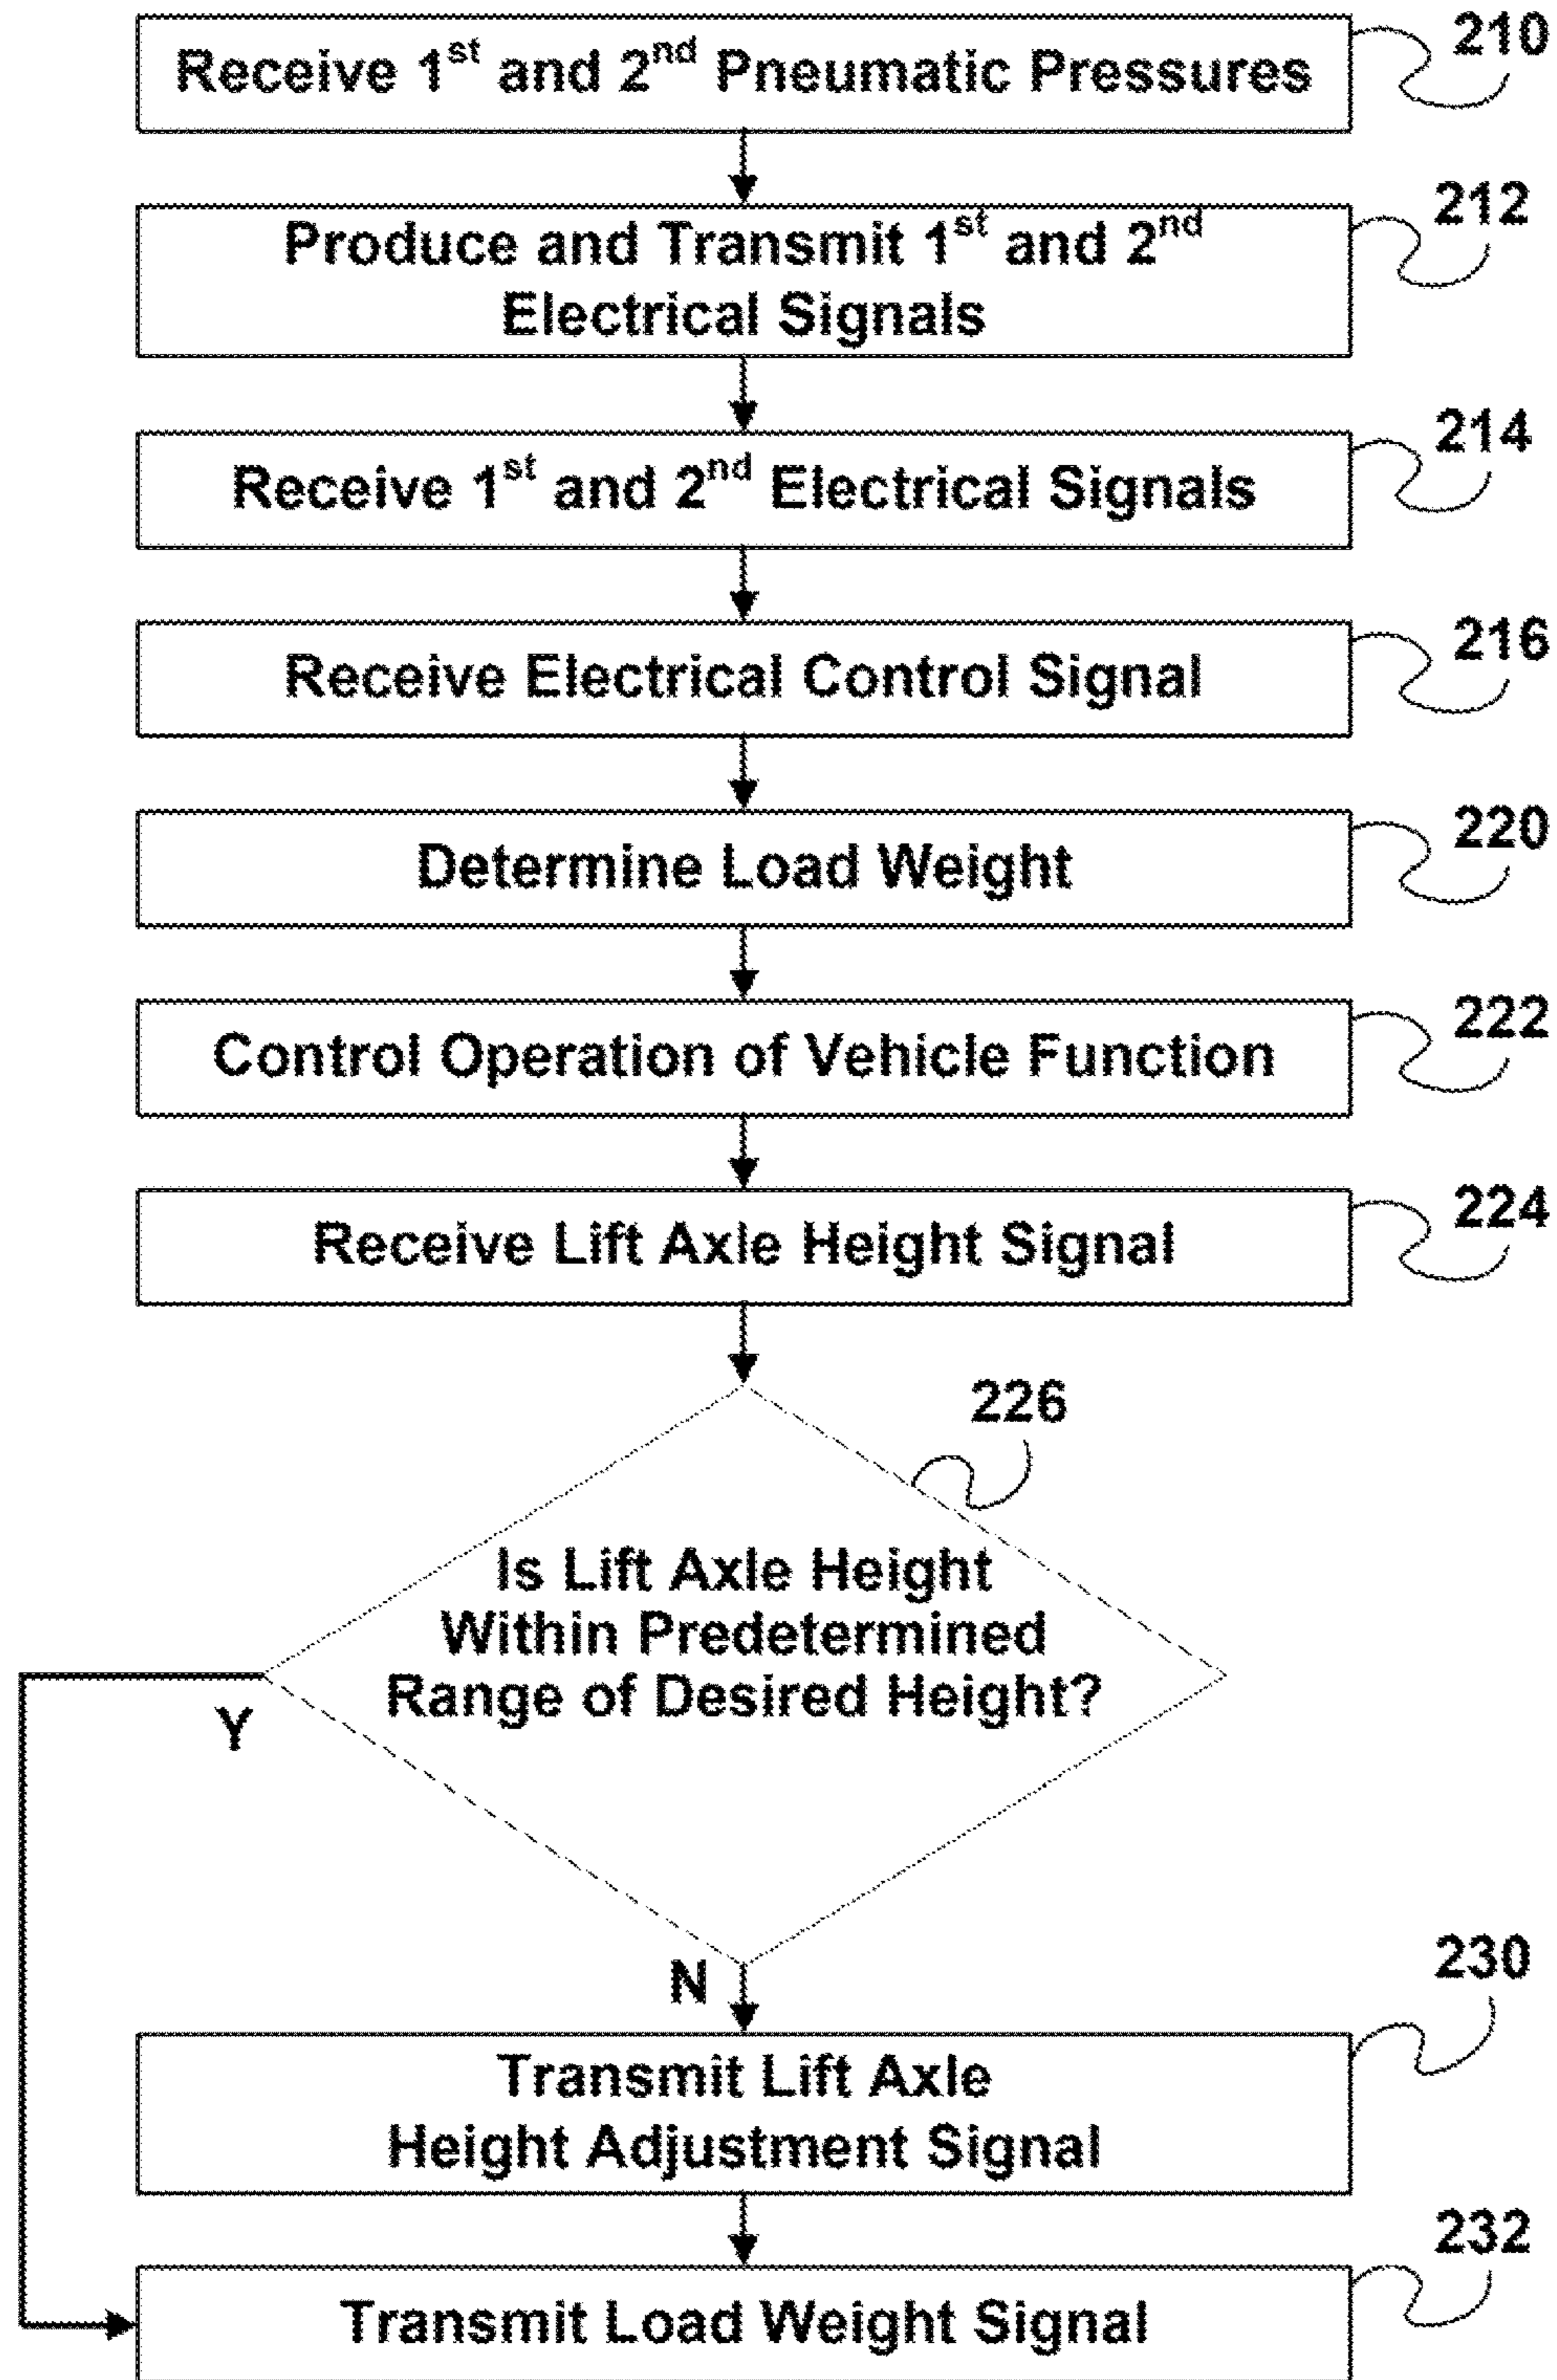 210
Receive 1st and 2nd Pneumatic Pressures
212
Produce and Transmit 1st and 2nd
Electrical Signals
214
Receive 1st and 2nd Electrical Signals
216
Receive Electrical Control Signal
220
Determine Load Weight
222
Control Operation of Vehicle Function
224
Receive Lift Axle Height Signal
226
Is Lift Axle Height
Within Predetermined
Range of Desired Height?
Y
N
230
Transmit Lift Axle
Height Adjustment Signal
232
Transmit Load Weight Signal